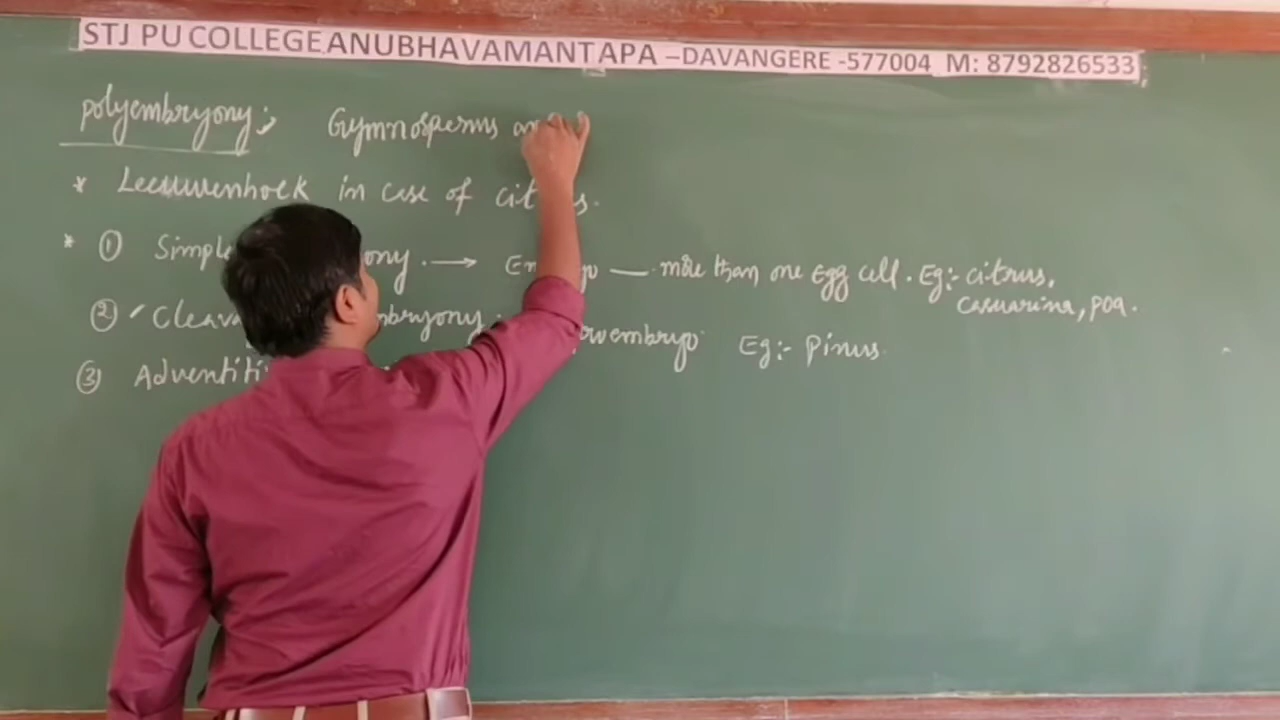 STJ PU COLLEGE ANUBHAVAMANTAPA – DAVANGERE -577004 M: 8792826533
polyembryony:- Gymnosperms
* Leeuwenhoek in case of
* ① Simple → more than one Egg cell. Eg:- citrus,
casuarina, poa.
② Eg:- Pinus.
③